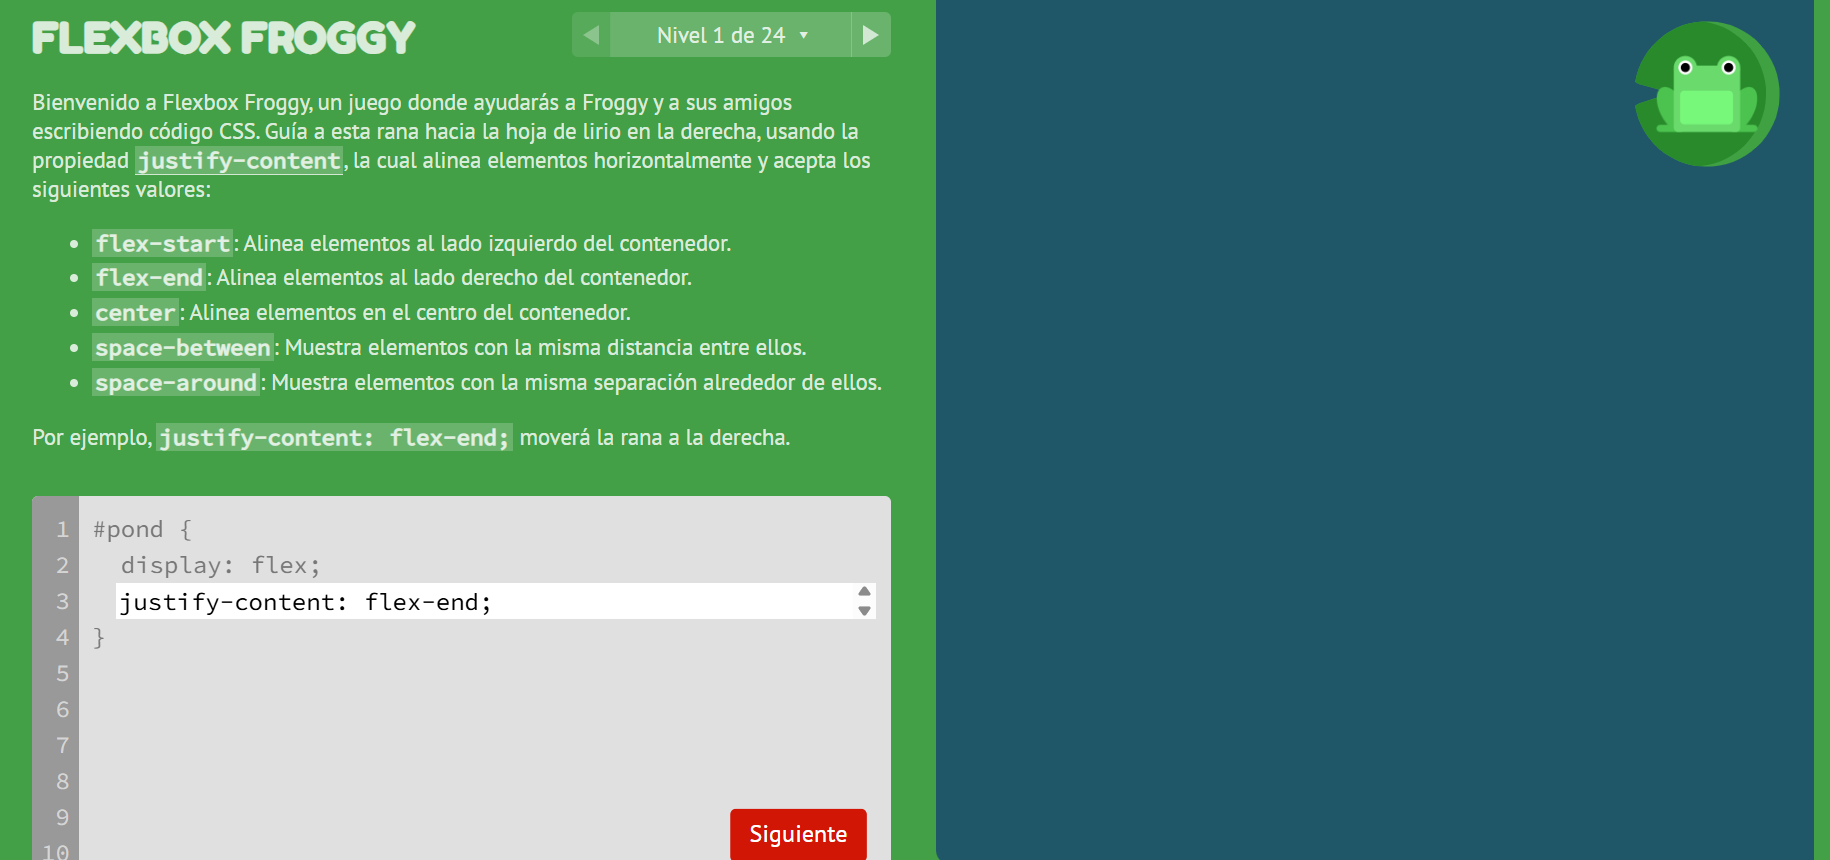 FLEXBOX FROGGY
Nivel 1 de 24
Bienvenido a Flexbox Froggy, un juego donde ayudarás a Froggy y a sus amigos
escribiendo código CSS. Guía a esta rana hacia la hoja de lirio en la derecha, usando la
propiedad justify-content, la cual alinea elementos horizontalmente y acepta los
siguientes valores:
flex-start: Alinea elementos al lado izquierdo del contenedor.
flex-end: Alinea elementos al lado derecho del contenedor.
center: Alinea elementos en el centro del contenedor.
space-between: Muestra elementos con la misma distancia entre ellos.
space-around: Muestra elementos con la misma separación alrededor de ellos.
Por ejemplo, justify-content: flex-end; moverá la rana a la derecha.
1 #pond {
2 display: flex;
3 justify-content: flex-end;
4 }
5
6
7
8
9
10
Siguiente